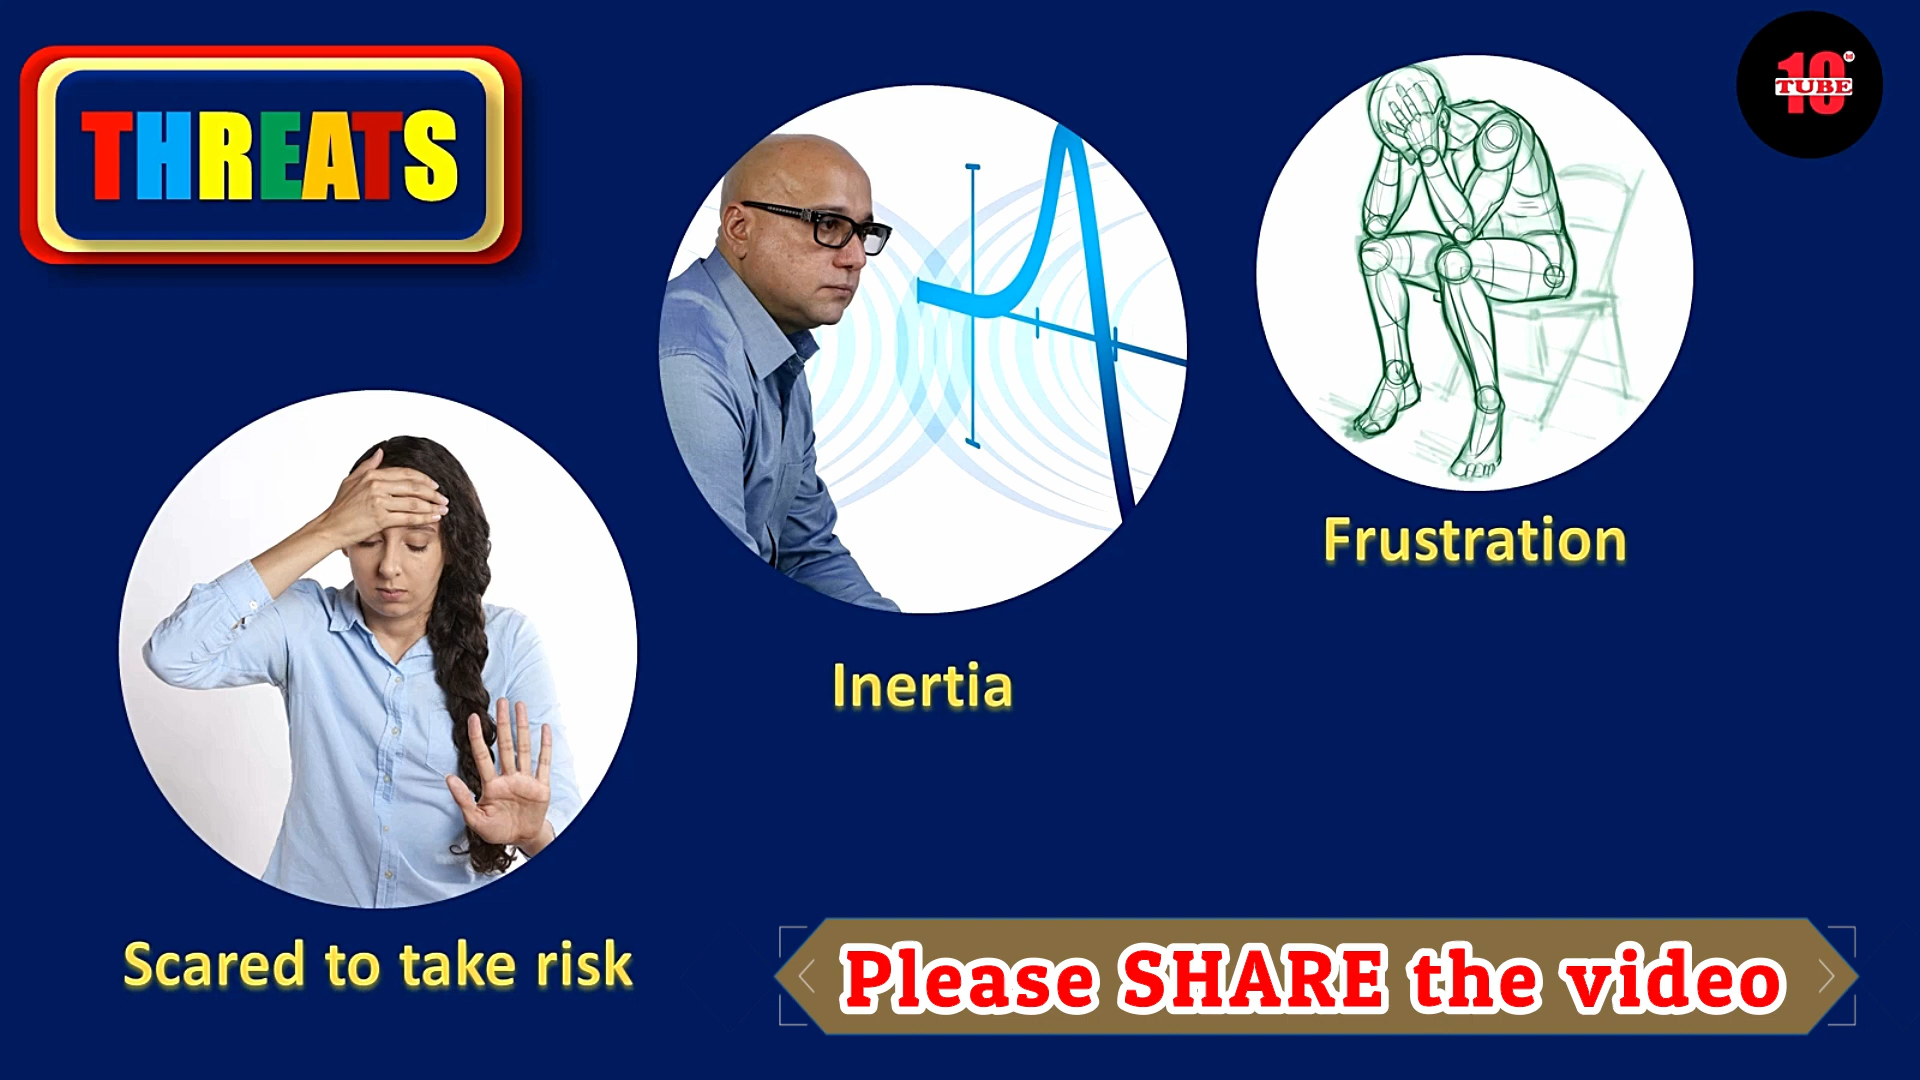 THREATS
10
TUBE
Frustration
Inertia
Scared to take risk
Please SHARE the video